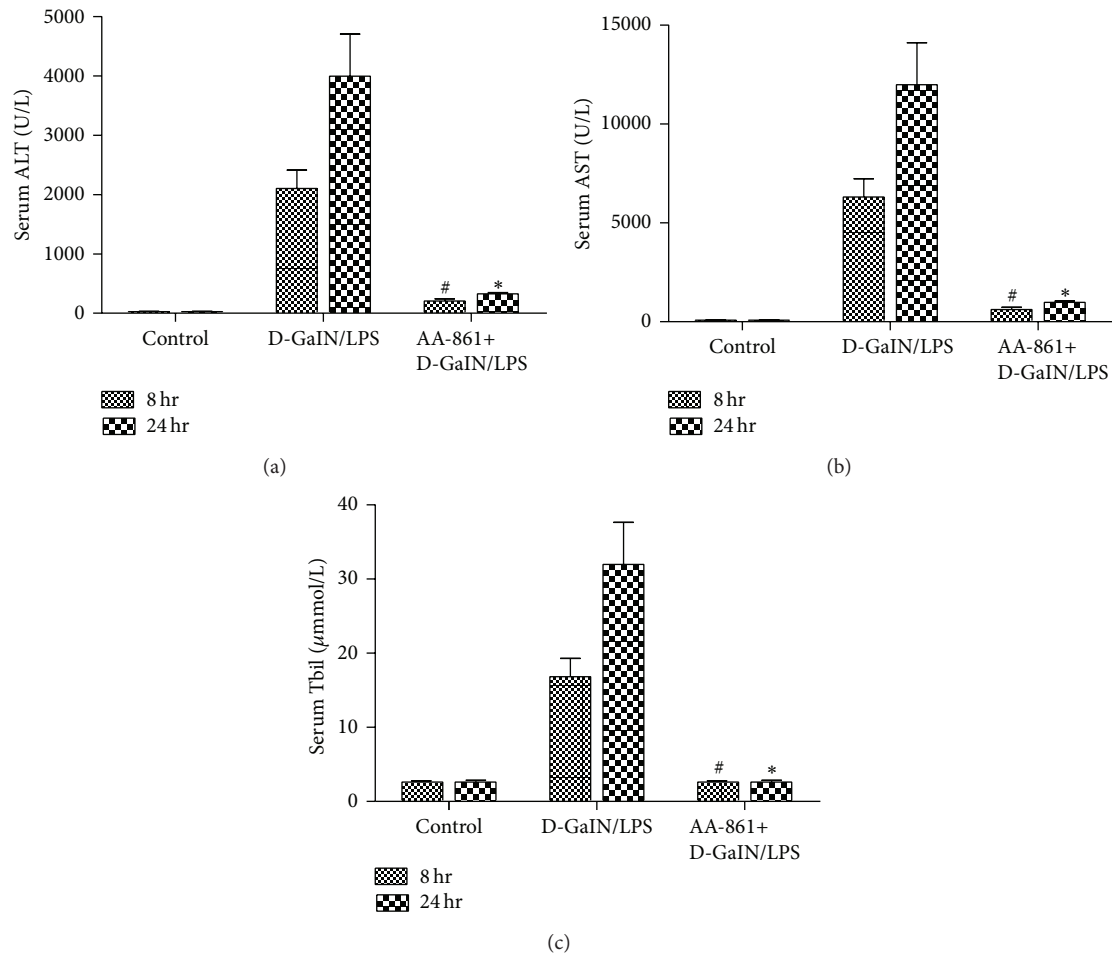 5000
4000
3000
2000
1000
0
Serum ALT (U/L)
#
*
Control
D-GaIN/LPS
AA-861+
D-GaIN/LPS
8 hr
24 hr
(a)
15000
10000
5000
0
Serum AST (U/L)
#
*
Control
D-GaIN/LPS
AA-861+
D-GaIN/LPS
8 hr
24 hr
(b)
40
30
20
10
0
Serum Tbil (μmmol/L)
#
*
Control
D-GaIN/LPS
AA-861+
D-GaIN/LPS
8 hr
24 hr
(c)